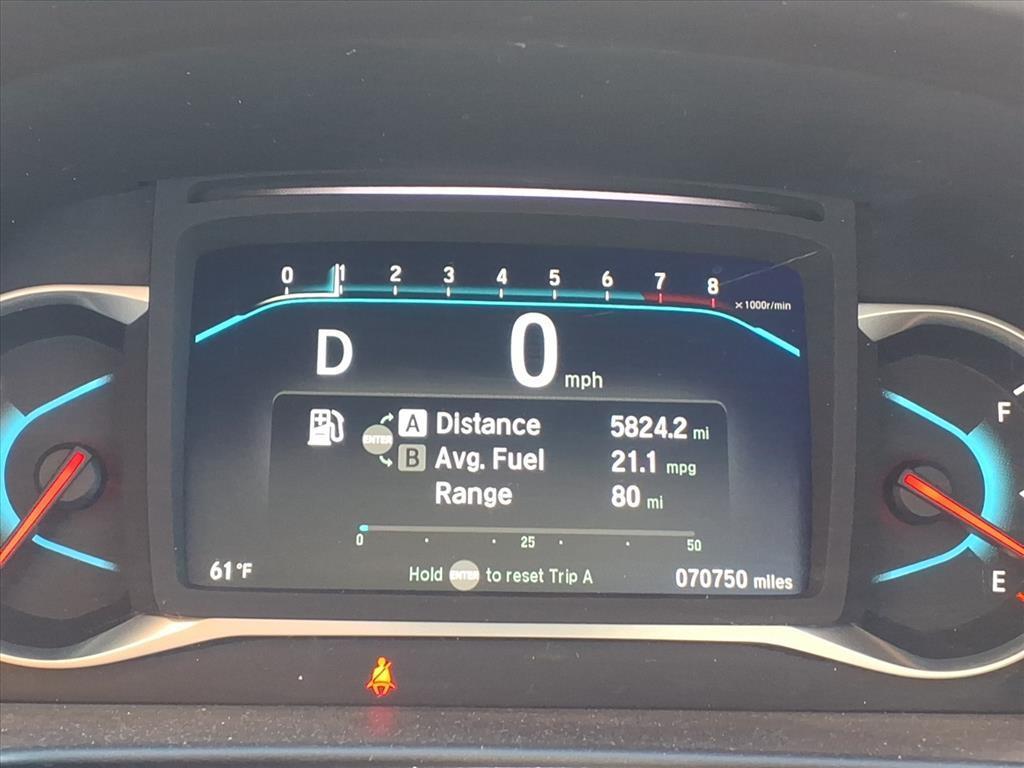 0 1 2 3 4 5 6 7 8
x1000r/min
D 0 mph
F
ENTER A Distance 5824.2 mi
B Avg. Fuel 21.1 mpg
Range 80 mi
0 25 50
61°F Hold ENTER to reset Trip A 070750 miles
E